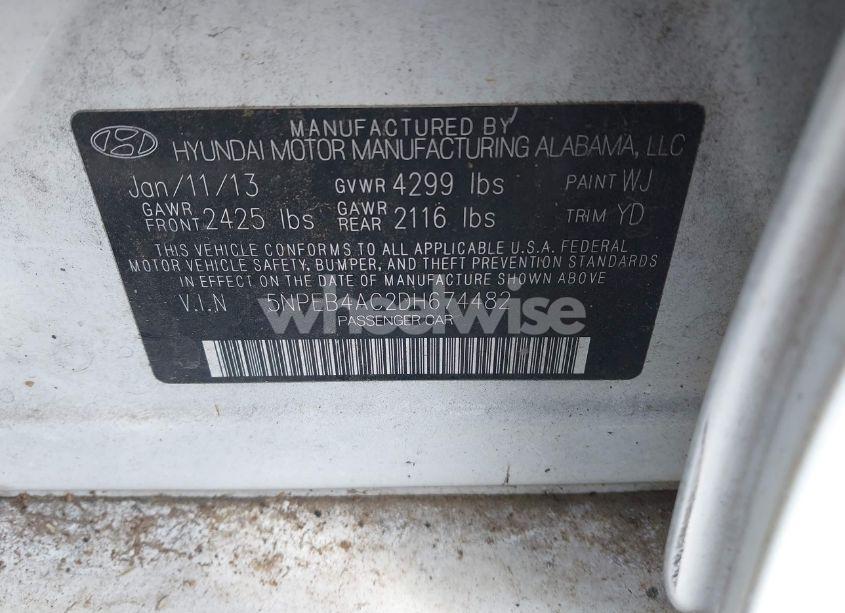 MANUFACTURED BY
HYUNDAI MOTOR MANUFACTURING ALABAMA, LLC
Jan/11/13 GVWR 4299 lbs PAINT WJ
GAWR FRONT 2425 lbs GAWR REAR 2116 lbs TRIM YD
THIS VEHICLE CONFORMS TO ALL APPLICABLE U.S.A. FEDERAL
MOTOR VEHICLE SAFETY, BUMPER, AND THEFT PREVENTION STANDARDS
IN EFFECT ON THE DATE OF MANUFACTURE SHOWN ABOVE
V.I.N 5NPEB4AC2DH674482
wheelwise
PASSENGER CAR